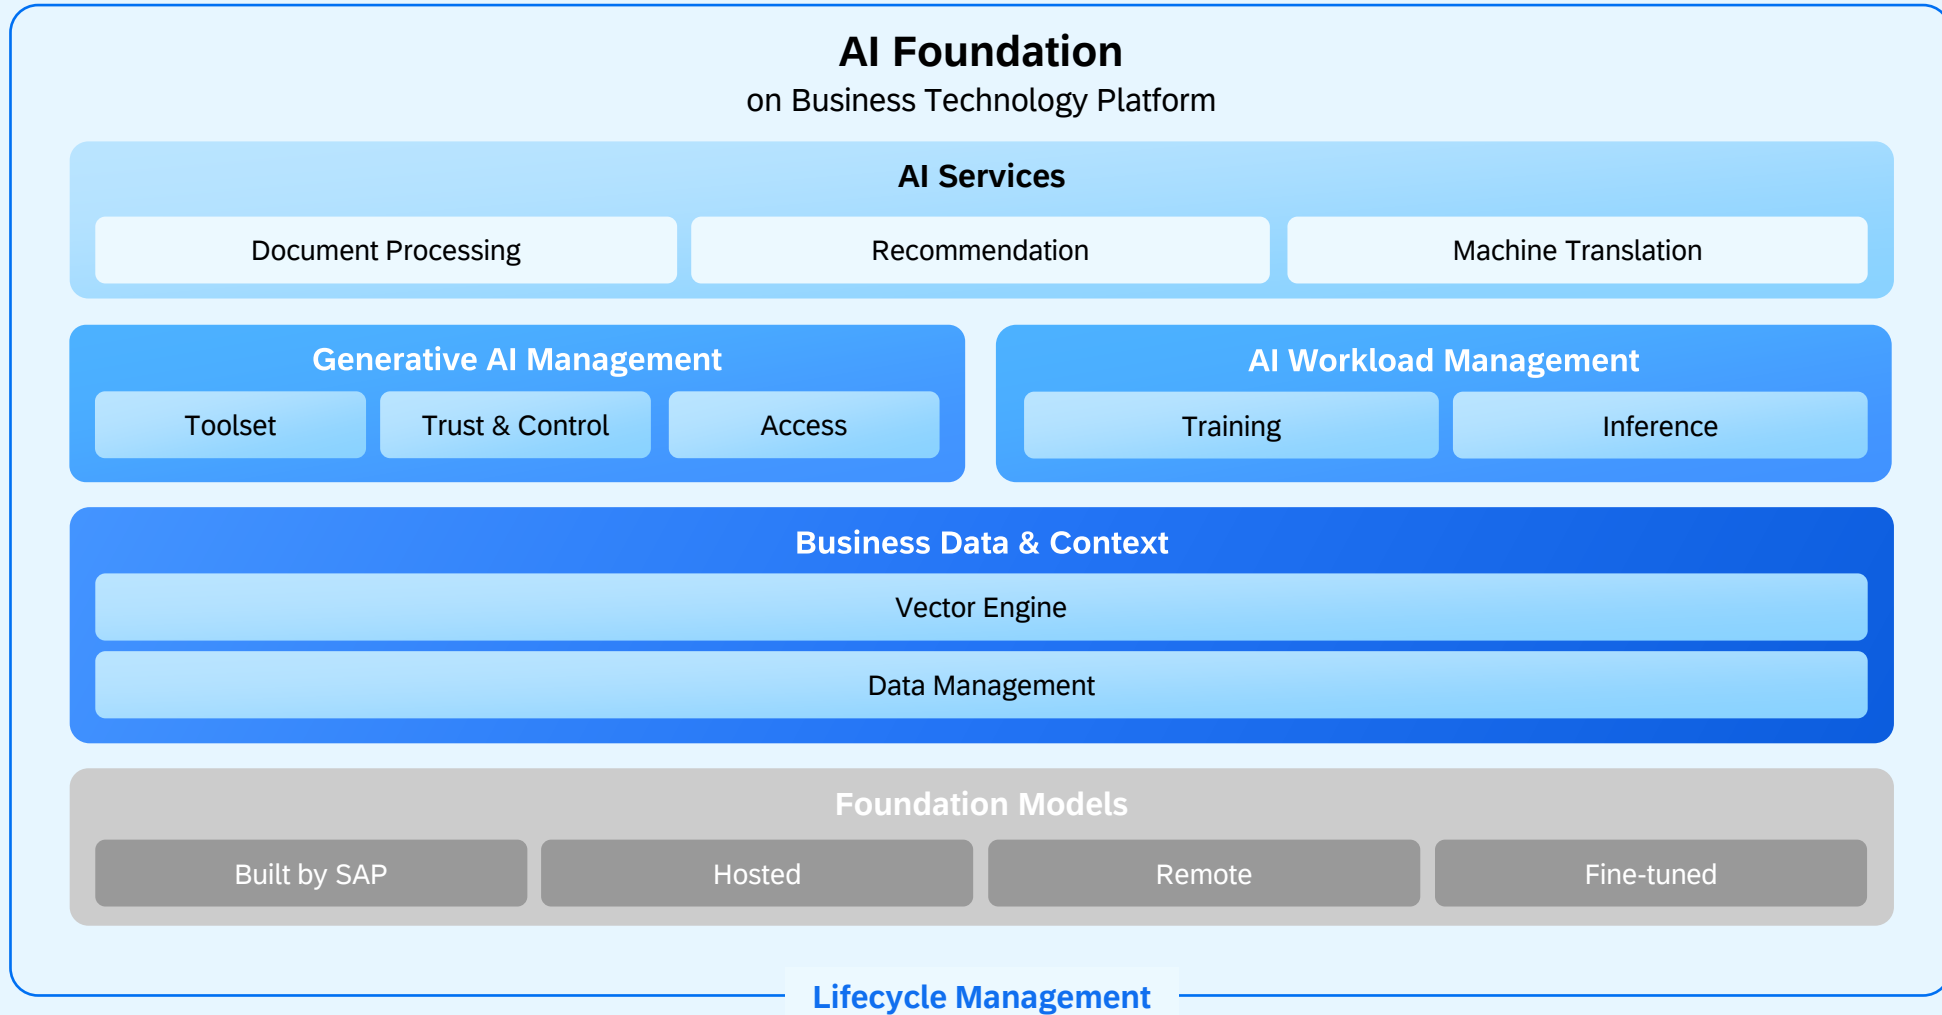 AI Foundation
on Business Technology Platform
AI Services
Document Processing
Recommendation
Machine Translation
Generative AI Management
Toolset
Trust & Control
Access
AI Workload Management
Training
Inference
Business Data & Context
Vector Engine
Data Management
Foundation Models
Built by SAP
Hosted
Remote
Fine-tuned
Lifecycle Management